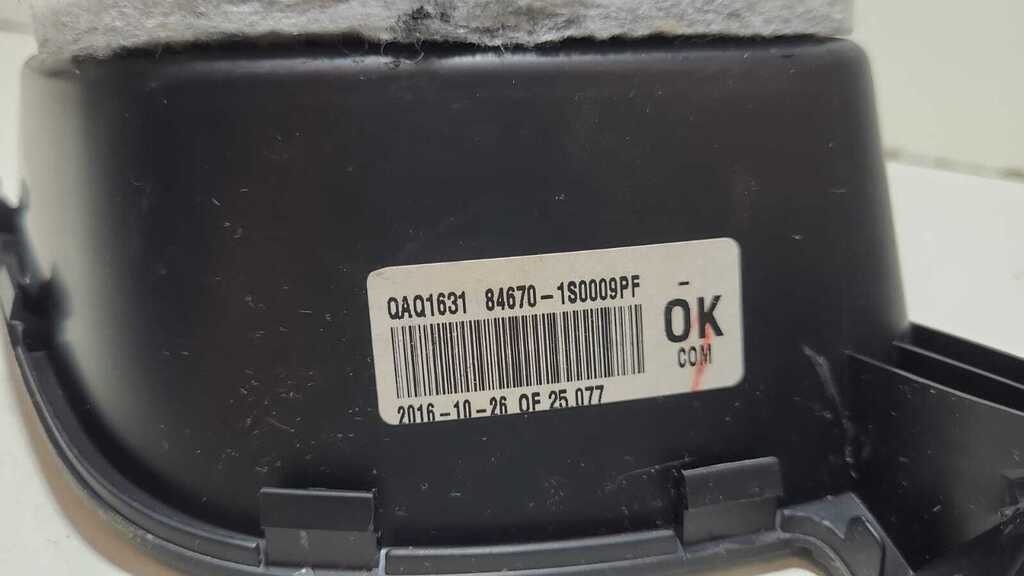 QAQ1631 84670-1S0009PF
-
OK
COM
2016-10-26 OF 25 077